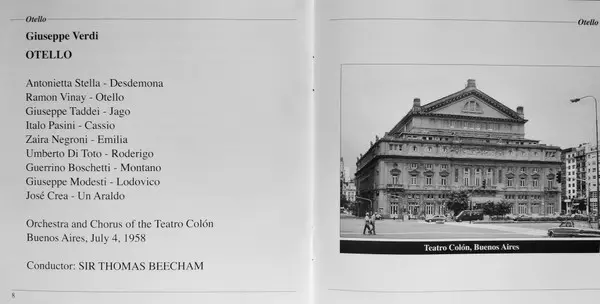 Otello
Giuseppe Verdi
OTELLO
Antonietta Stella - Desdemona
Ramon Vinay - Otello
Giuseppe Taddei - Jago
Italo Pasini - Cassio
Zaira Negroni - Emilia
Umberto Di Toto - Roderigo
Guerrino Boschetti - Montano
Giuseppe Modesti - Lodovico
José Crea - Un Araldo
Orchestra and Chorus of the Teatro Colón
Buenos Aires, July 4, 1958
Conductor: SIR THOMAS BEECHAM
8
Otello
Teatro Colón, Buenos Aires